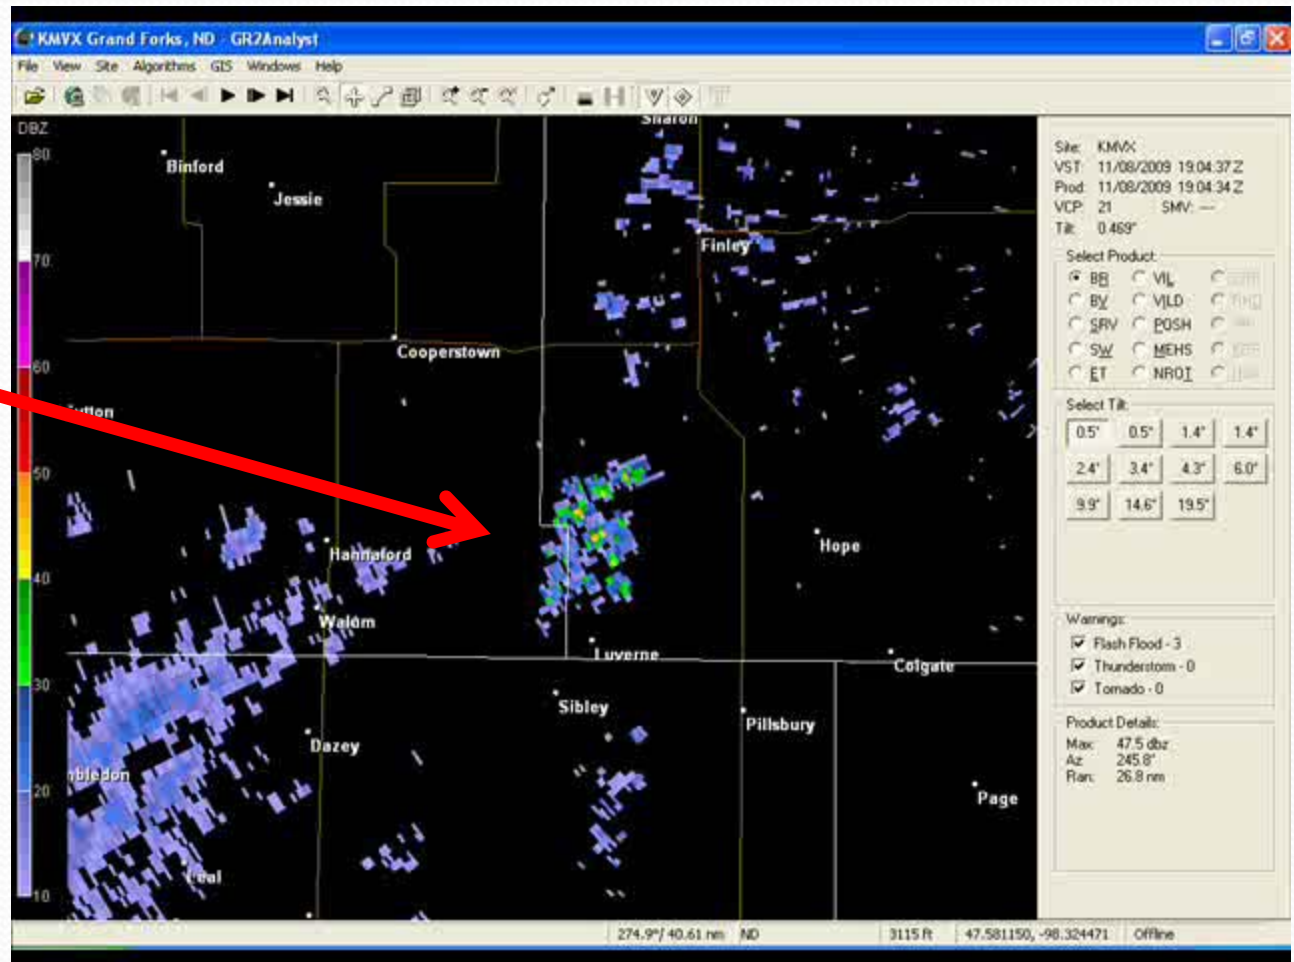 KMVX Grand Forks, ND - GR2Analyst
File View Site Algorithms GIS Windows Help
DBZ
80
70
60
50
40
30
20
10
Sharon
Binford
Jessie
Finley
Cooperstown
utton
Hannaford
Hope
Walum
Luverne
Colgate
Sibley
Pillsbury
Dazey
mbledon
Page
Leal
Site: KMVX
VST: 11/08/2009 19:04:37 Z
Prod: 11/08/2009 19:04:34 Z
VCP: 21 SMV: ---
Tilt: 0.469°
Select Product:
BR VIL
BV VILD
SRV POSH
SW MEHS
ET NROT
Select Tilt:
0.5° 0.5° 1.4° 1.4°
2.4° 3.4° 4.3° 6.0°
9.9° 14.6° 19.5°
Warnings:
Flash Flood - 3
Thunderstorm - 0
Tornado - 0
Product Details:
Max: 47.5 dbz
Az: 245.8°
Ran: 26.8 nm
274.9°/ 40.61 nm ND 3115 ft 47.581150, -98.324471 Offline